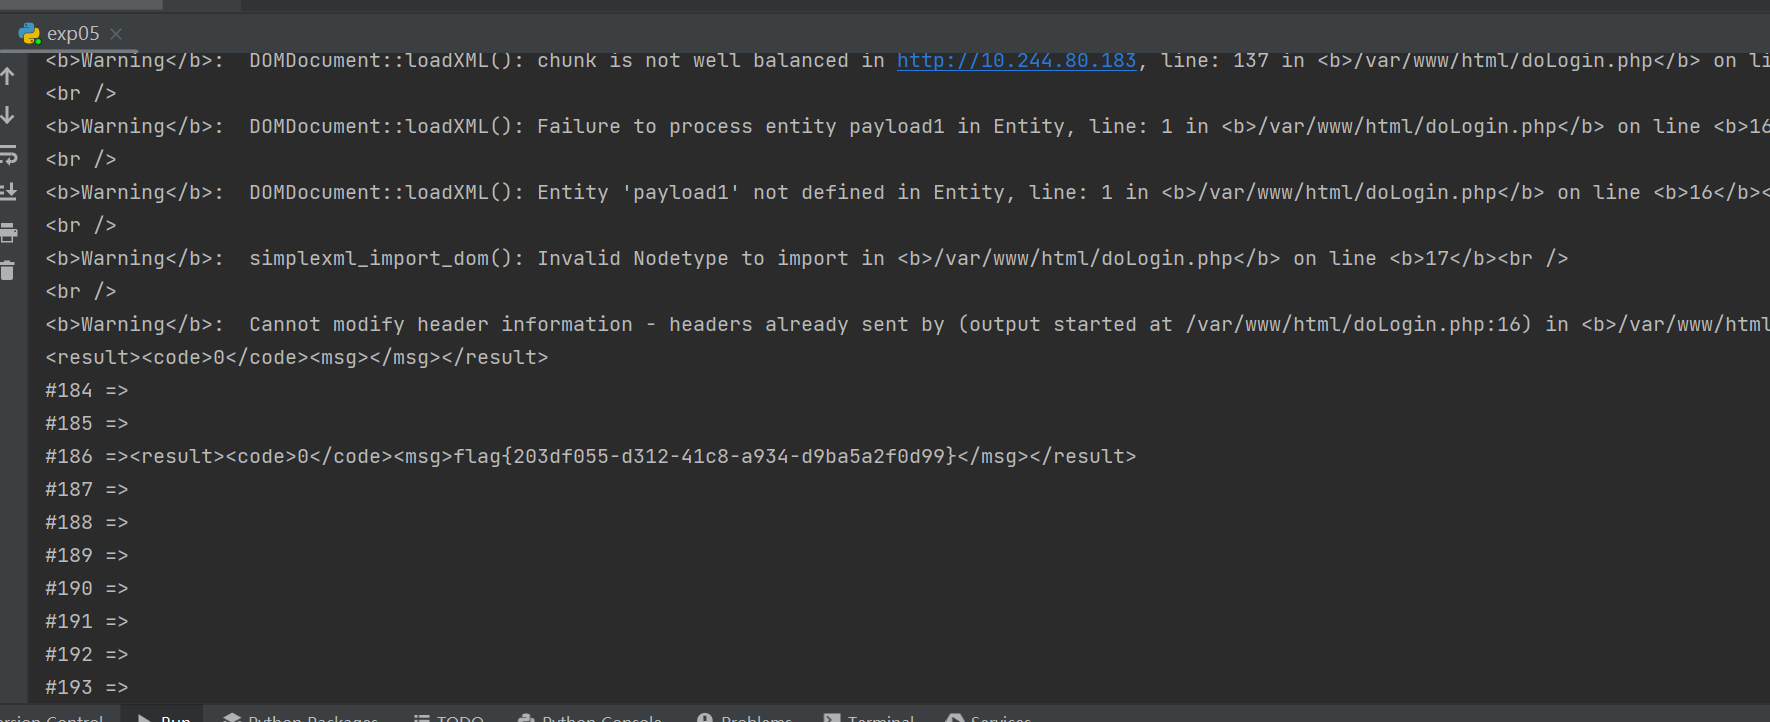 exp05
<b>Warning</b>:  DOMDocument::loadXML(): chunk is not well balanced in http://10.244.80.183, line: 137 in <b>/var/www/html/doLogin.php</b> on li
<br />
<b>Warning</b>:  DOMDocument::loadXML(): Failure to process entity payload1 in Entity, line: 1 in <b>/var/www/html/doLogin.php</b> on line <b>16
<br />
<b>Warning</b>:  DOMDocument::loadXML(): Entity 'payload1' not defined in Entity, line: 1 in <b>/var/www/html/doLogin.php</b> on line <b>16</b><
<br />
<b>Warning</b>:  simplexml_import_dom(): Invalid Nodetype to import in <b>/var/www/html/doLogin.php</b> on line <b>17</b><br />
<br />
<b>Warning</b>:  Cannot modify header information - headers already sent by (output started at /var/www/html/doLogin.php:16) in <b>/var/www/html
<result><code>0</code><msg></msg></result>
#184 =>
#185 =>
#186 =><result><code>0</code><msg>flag{203df055-d312-41c8-a934-d9ba5a2f0d99}</msg></result>
#187 =>
#188 =>
#189 =>
#190 =>
#191 =>
#192 =>
#193 =>
ersion Control Run Python Packages TODO Python Console Problems Terminal Services